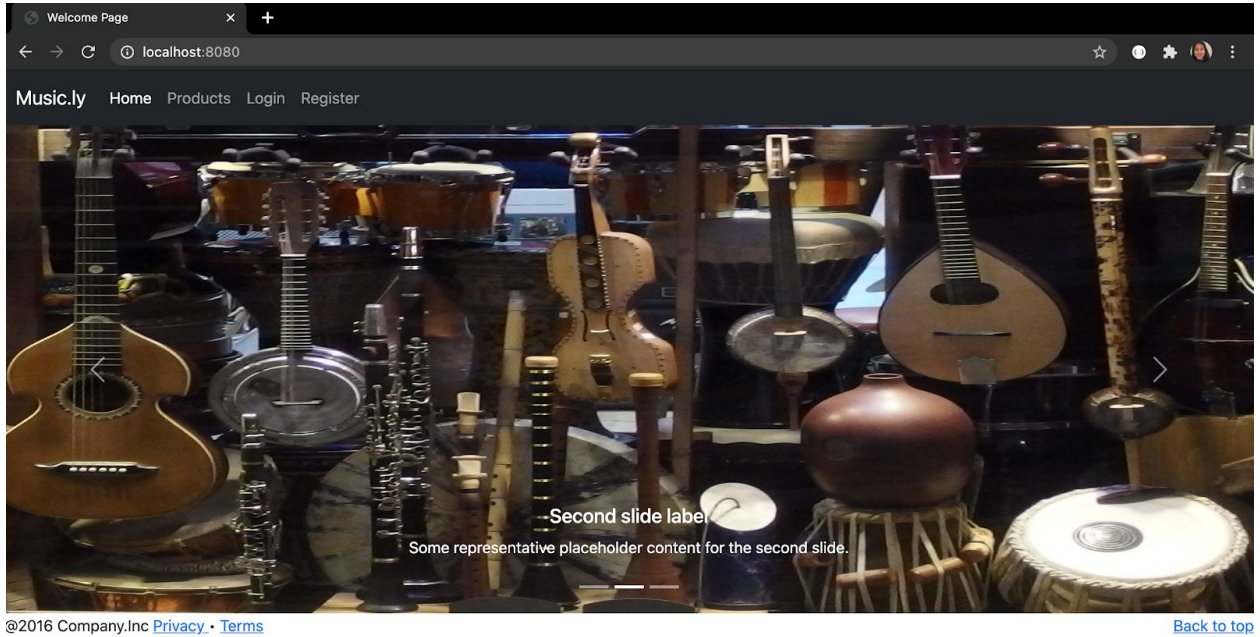 Welcome Page
localhost:8080
Music.ly Home Products Login Register
Second slide label
Some representative placeholder content for the second slide.
@2016 Company.Inc Privacy • Terms Back to top